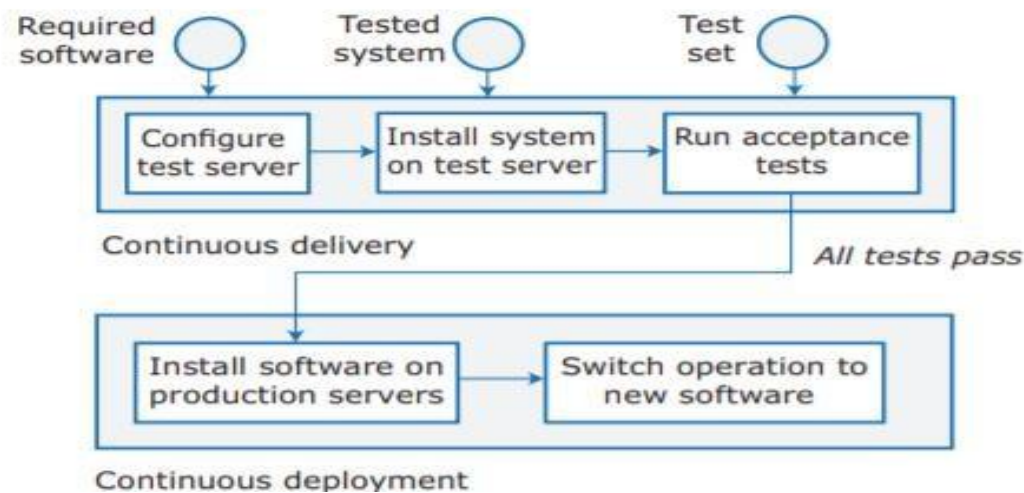 Required
software
Tested
system
Test
set
Configure
test server
Install system
on test server
Run acceptance
tests
Continuous delivery
All tests pass
Install software on
production servers
Switch operation to
new software
Continuous deployment